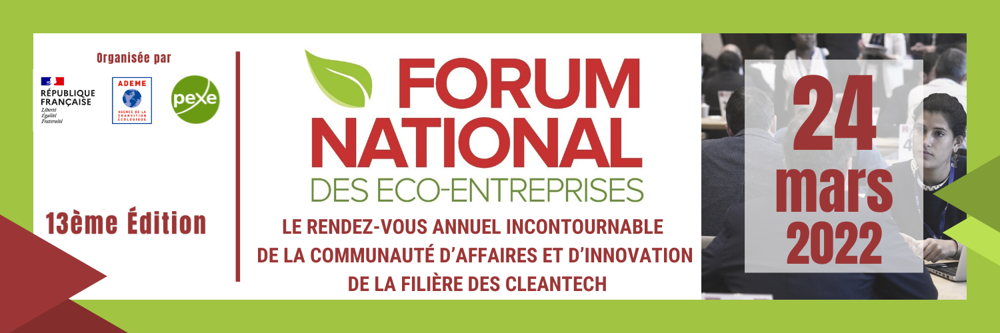 Organisée par
RÉPUBLIQUE
FRANÇAISE
Liberté
Égalité
Fraternité
ADEME
AGENCE DE LA
TRANSITION
ÉCOLOGIQUE
pexe
13ème Édition
FORUM
NATIONAL
DES ECO-ENTREPRISES
LE RENDEZ-VOUS ANNUEL INCONTOURNABLE
DE LA COMMUNAUTÉ D’AFFAIRES ET D’INNOVATION
DE LA FILIÈRE DES CLEANTECH
24
mars
2022